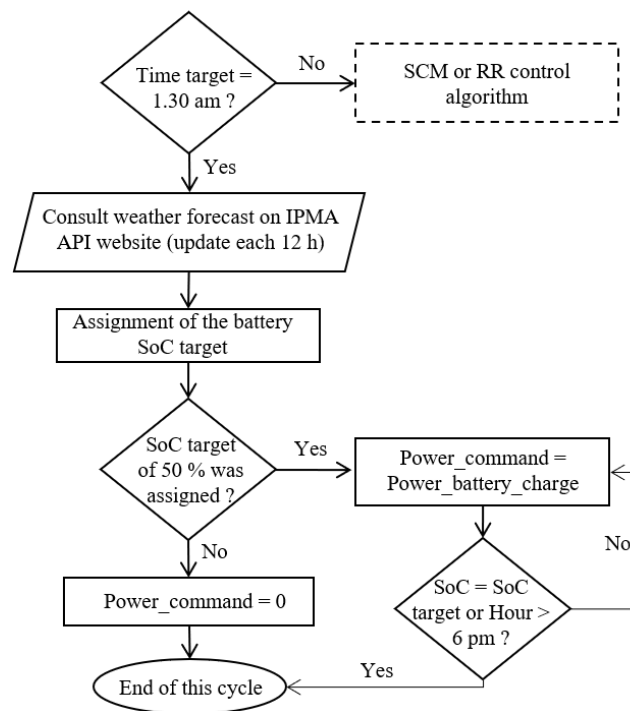 Time target =
1.30 am ?
No
SCM or RR control
algorithm
Yes
Consult weather forecast on IPMA
API website (update each 12 h)
Assignment of the battery
SoC target
SoC target
of 50 % was
assigned ?
Yes
Power_command =
Power_battery_charge
No
Power_command = 0
SoC = SoC
target or Hour >
6 pm ?
No
Yes
End of this cycle